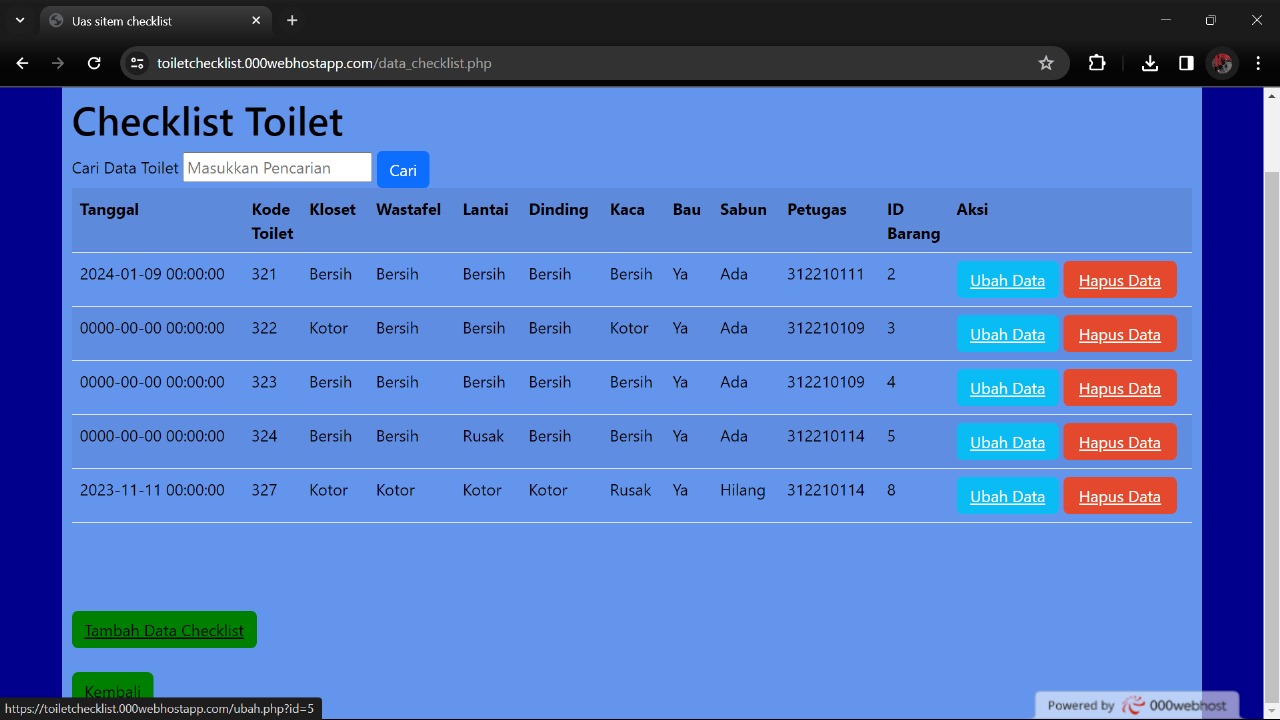 Uas sitem checklist
toiletchecklist.000webhostapp.com/data_checklist.php
Checklist Toilet
Cari Data Toilet Masukkan Pencarian Cari
Tanggal Kode Toilet Kloset Wastafel Lantai Dinding Kaca Bau Sabun Petugas ID Barang Aksi
2024-01-09 00:00:00 321 Bersih Bersih Bersih Bersih Bersih Ya Ada 312210111 2 Ubah Data Hapus Data
0000-00-00 00:00:00 322 Kotor Bersih Bersih Bersih Kotor Ya Ada 312210109 3 Ubah Data Hapus Data
0000-00-00 00:00:00 323 Bersih Bersih Bersih Bersih Bersih Ya Ada 312210109 4 Ubah Data Hapus Data
0000-00-00 00:00:00 324 Bersih Bersih Rusak Bersih Bersih Ya Ada 312210114 5 Ubah Data Hapus Data
2023-11-11 00:00:00 327 Kotor Kotor Kotor Kotor Rusak Ya Hilang 312210114 8 Ubah Data Hapus Data
Tambah Data Checklist
Kembali
https://toiletchecklist.000webhostapp.com/ubah.php?id=5
Powered by 000webhost